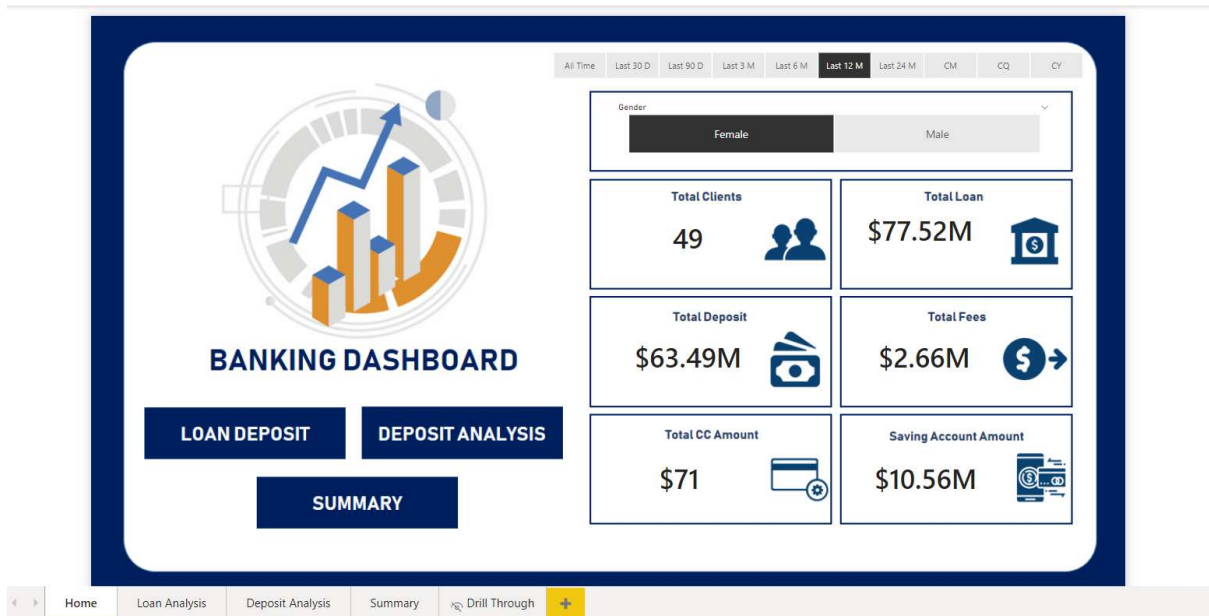 All Time Last 30 D Last 90 D Last 3 M Last 6 M Last 12 M Last 24 M CM CQ CY
Gender
Female Male
Total Clients
49
Total Loan
$77.52M
Total Deposit
$63.49M
Total Fees
$2.66M
Total CC Amount
$71
Saving Account Amount
$10.56M
BANKING DASHBOARD
LOAN DEPOSIT DEPOSIT ANALYSIS
SUMMARY
Home Loan Analysis Deposit Analysis Summary Drill Through +